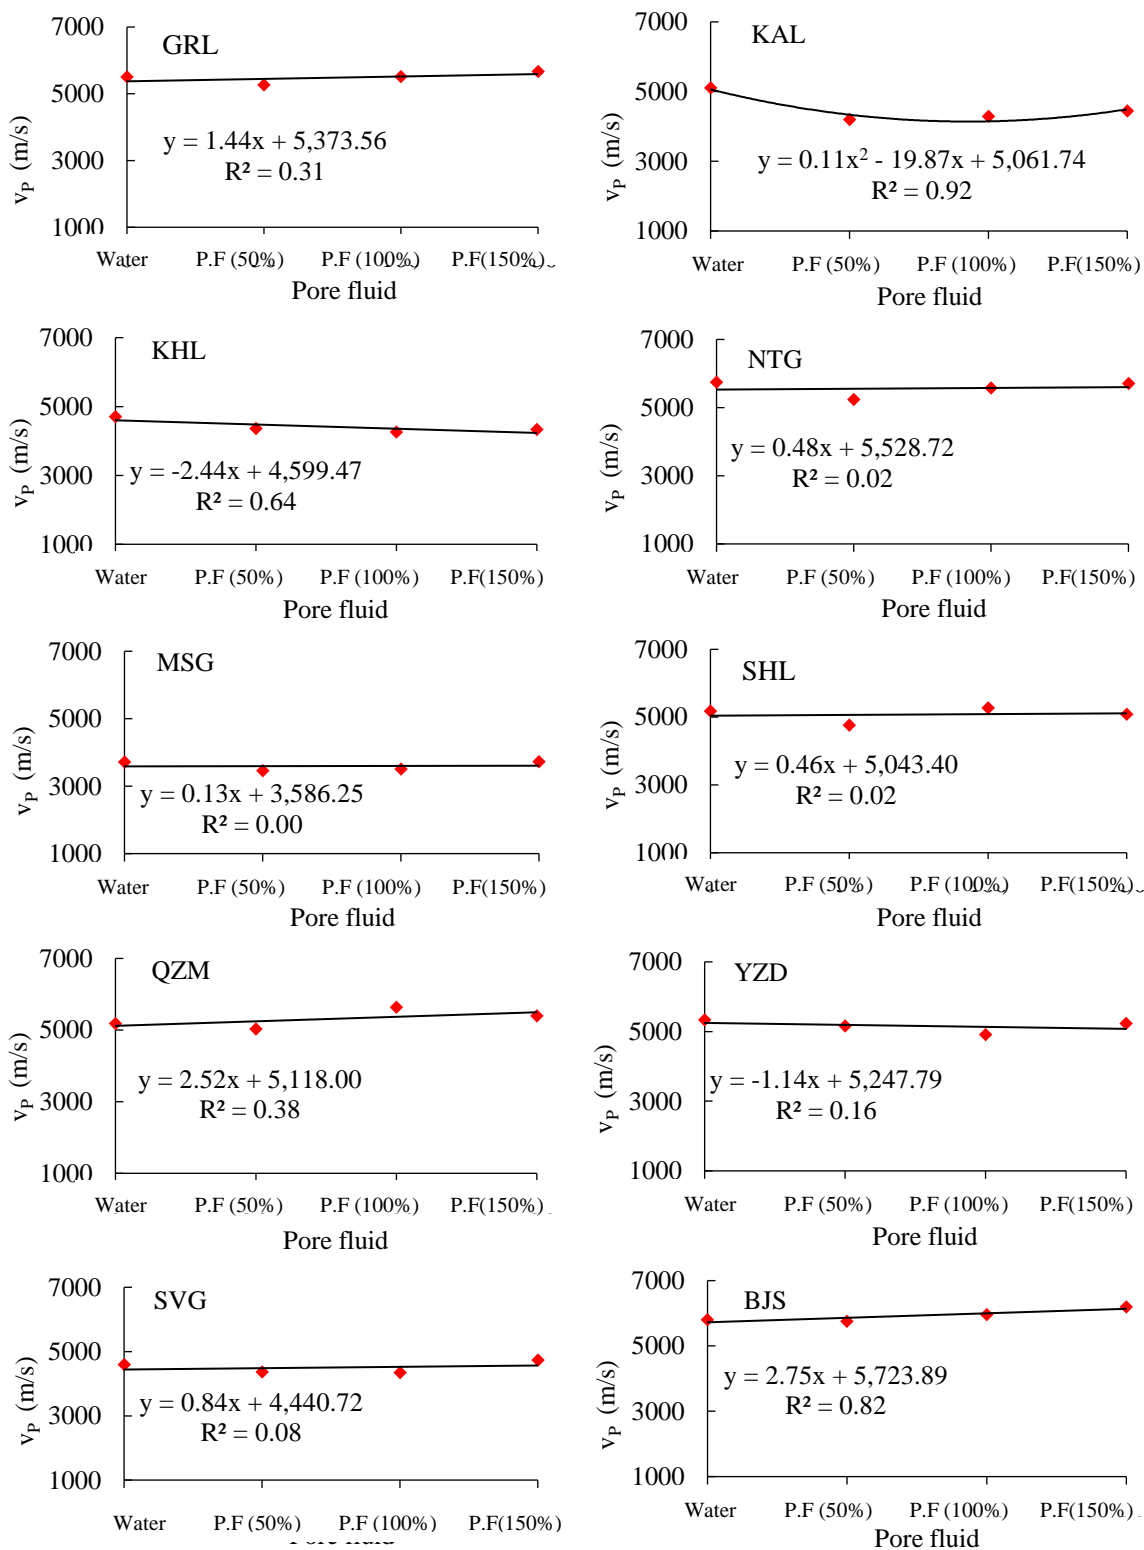 GRL
7000
5000
3000
1000
v_P (m/s)
y = 1.44x + 5,373.56
R² = 0.31
Water P.F (50%) P.F (100%) P.F(150%)
Pore fluid
KAL
7000
5000
3000
1000
v_P (m/s)
y = 0.11x² - 19.87x + 5,061.74
R² = 0.92
Water P.F (50%) P.F (100%) P.F(150%)
Pore fluid
KHL
7000
5000
3000
1000
v_P (m/s)
y = -2.44x + 4,599.47
R² = 0.64
Water P.F (50%) P.F (100%) P.F(150%)
Pore fluid
NTG
7000
5000
3000
1000
v_P (m/s)
y = 0.48x + 5,528.72
R² = 0.02
Water P.F (50%) P.F (100%) P.F(150%)
Pore fluid
MSG
7000
5000
3000
1000
v_P (m/s)
y = 0.13x + 3,586.25
R² = 0.00
Water P.F (50%) P.F (100%) P.F(150%)
Pore fluid
SHL
7000
5000
3000
1000
v_P (m/s)
y = 0.46x + 5,043.40
R² = 0.02
Water P.F (50%) P.F (100%) P.F(150%)
Pore fluid
QZM
7000
5000
3000
1000
v_P (m/s)
y = 2.52x + 5,118.00
R² = 0.38
Water P.F (50%) P.F (100%) P.F(150%)
Pore fluid
YZD
7000
5000
3000
1000
v_P (m/s)
y = -1.14x + 5,247.79
R² = 0.16
Water P.F (50%) P.F (100%) P.F(150%)
Pore fluid
SVG
7000
5000
3000
1000
v_P (m/s)
y = 0.84x + 4,440.72
R² = 0.08
Water P.F (50%) P.F (100%) P.F(150%)
BJS
7000
5000
3000
1000
v_P (m/s)
y = 2.75x + 5,723.89
R² = 0.82
Water P.F (50%) P.F (100%) P.F(150%)
Pore fluid